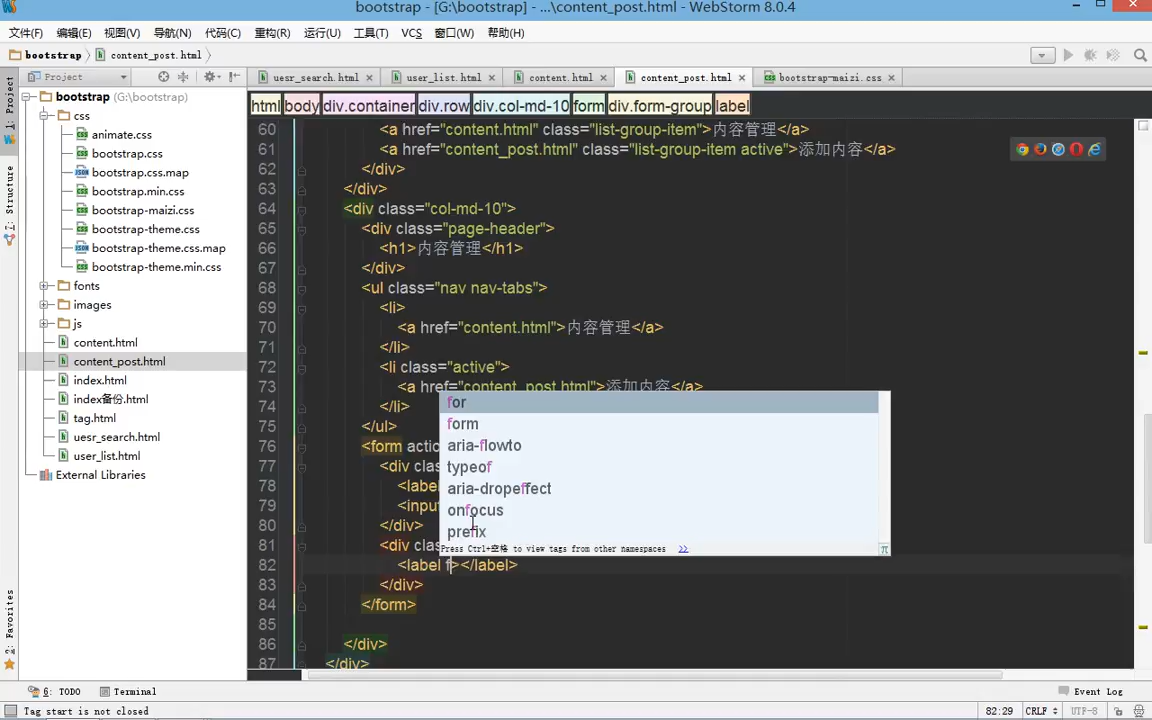 bootstrap - [G:\bootstrap] - ...\content_post.html - WebStorm 8.0.4
文件(F) 编辑(E) 视图(V) 导航(N) 代码(C) 重构(R) 运行(U) 工具(T) VCS 窗口(W) 帮助(H)
bootstrap content_post.html
Project
uesr_search.html user_list.html content.html content_post.html bootstrap-maizi.css
1: Project
7: Structure
2: Favorites
bootstrap (G:\bootstrap)
css
animate.css
bootstrap.css
bootstrap.css.map
bootstrap.min.css
bootstrap-maizi.css
bootstrap-theme.css
bootstrap-theme.css.map
bootstrap-theme.min.css
fonts
images
js
content.html
content_post.html
index.html
index备份.html
tag.html
uesr_search.html
user_list.html
External Libraries
html body div.container div.row div.col-md-10 form div.form-group label
60 <a href="content.html" class="list-group-item">内容管理</a>
61 <a href="content_post.html" class="list-group-item active">添加内容</a>
62 </div>
63 </div>
64 <div class="col-md-10">
65 <div class="page-header">
66 <h1>内容管理</h1>
67 </div>
68 <ul class="nav nav-tabs">
69 <li>
70 <a href="content.html">内容管理</a>
71 </li>
72 <li class="active">
73 <a href="content_post.html">添加内容</a>
74 </li>
75 </ul>
76 <form actio
77 <div clas
78 <label
79 <input
80 </div>
81 <div clas
82 <label f></label>
83 </div>
84 </form>
85
86 </div>
87 </div>
for
form
aria-flowto
typeof
aria-dropeffect
onfocus
prefix
Press Ctrl+空格 to view tags from other namespaces >>
π
6: TODO Terminal Event Log
Tag start is not closed 82:29 CRLF UTF-8